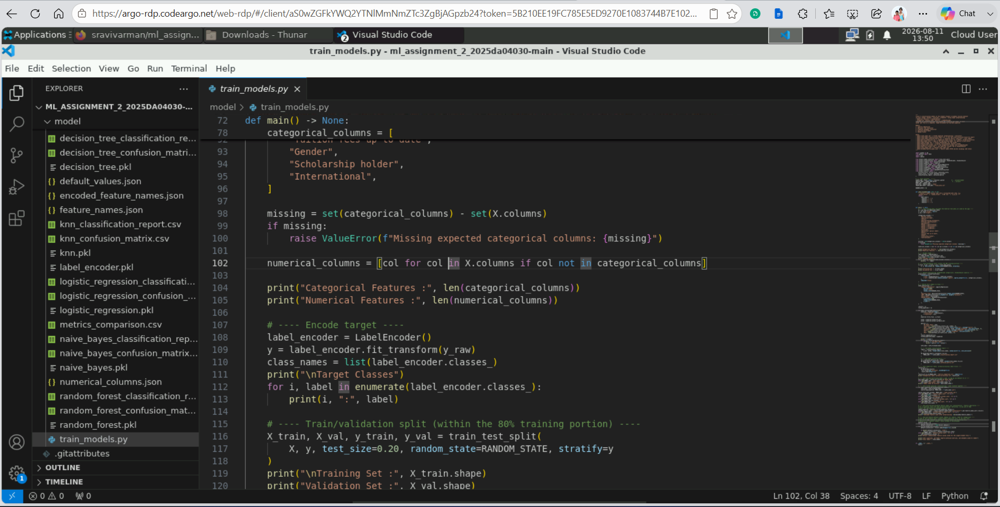 https://argo-rdp.codeargo.net/web-rdp/#/client/aS0wZGFkYWQ2YTNlMmNmZTc3ZgBjAGpzb24?token=5B210EE19FC785E5ED9270E1083744B7E102...
Chat
Applications
sravivarman/ml_assign...
Downloads - Thunar
2
Visual Studio Code
2026-08-11
13:50
Cloud User
train_models.py - ml_assignment_2_2025da04030-main - Visual Studio Code
File Edit Selection View Go Run Terminal Help
EXPLORER
ML_ASSIGNMENT_2_2025DA04030-...
model
decision_tree_classification_re...
decision_tree_confusion_matri...
decision_tree.pkl
default_values.json
encoded_feature_names.json
feature_names.json
knn_classification_report.csv
knn_confusion_matrix.csv
knn.pkl
label_encoder.pkl
logistic_regression_classificati...
logistic_regression_confusion_...
logistic_regression.pkl
metrics_comparison.csv
naive_bayes_classification_rep...
naive_bayes_confusion_matrix...
naive_bayes.pkl
numerical_columns.json
random_forest_classification_r...
random_forest_confusion_mat...
random_forest.pkl
train_models.py
.gitattributes
OUTLINE
TIMELINE
1
train_models.py
model > train_models.py
72 def main() -> None:
78 categorical_columns = [
92 "Tuition fees up to date",
93 "Gender",
94 "Scholarship holder",
95 "International",
96 ]
97
98 missing = set(categorical_columns) - set(X.columns)
99 if missing:
100 raise ValueError(f"Missing expected categorical columns: {missing}")
101
102 numerical_columns = [col for col in X.columns if col not in categorical_columns]
103
104 print("Categorical Features :", len(categorical_columns))
105 print("Numerical Features :", len(numerical_columns))
106
107 # ---- Encode target ----
108 label_encoder = LabelEncoder()
109 y = label_encoder.fit_transform(y_raw)
110 class_names = list(label_encoder.classes_)
111 print("\nTarget Classes")
112 for i, label in enumerate(label_encoder.classes_):
113 print(i, ":", label)
114
115 # ---- Train/validation split (within the 80% training portion) ----
116 X_train, X_val, y_train, y_val = train_test_split(
117 X, y, test_size=0.20, random_state=RANDOM_STATE, stratify=y
118 )
119 print("\nTraining Set :", X_train.shape)
120 print("Validation Set :", X_val.shape)
0 0 0
Ln 102, Col 38 Spaces: 4 UTF-8 LF Python